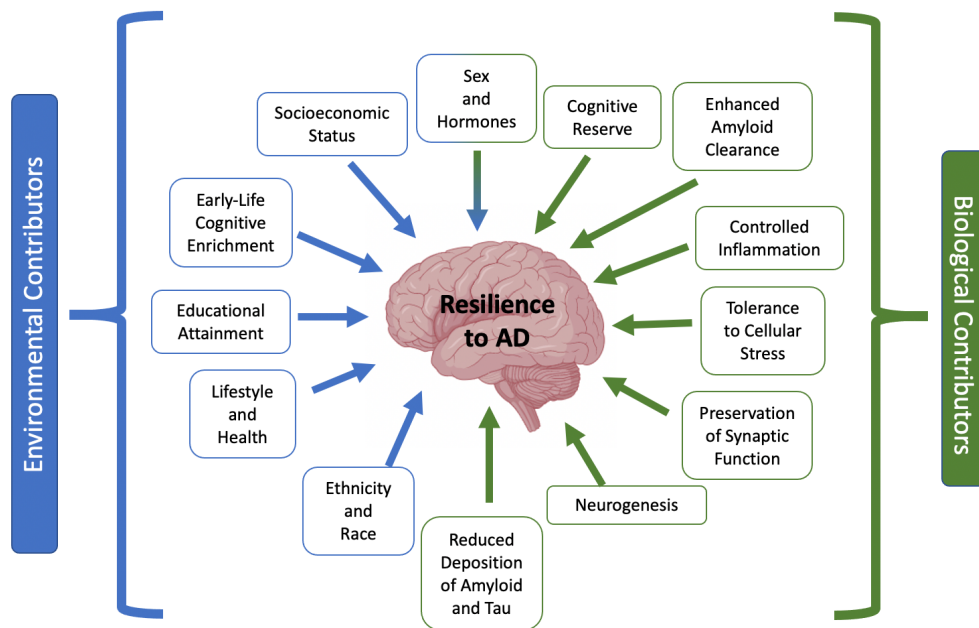 Environmental Contributors
Socioeconomic
Status
Early-Life
Cognitive
Enrichment
Educational
Attainment
Lifestyle
and
Health
Ethnicity
and
Race
Sex
and
Hormones
Resilience
to AD
Reduced
Deposition
of Amyloid
and Tau
Cognitive
Reserve
Enhanced
Amyloid
Clearance
Controlled
Inflammation
Tolerance
to Cellular
Stress
Preservation
of Synaptic
Function
Neurogenesis
Biological Contributors